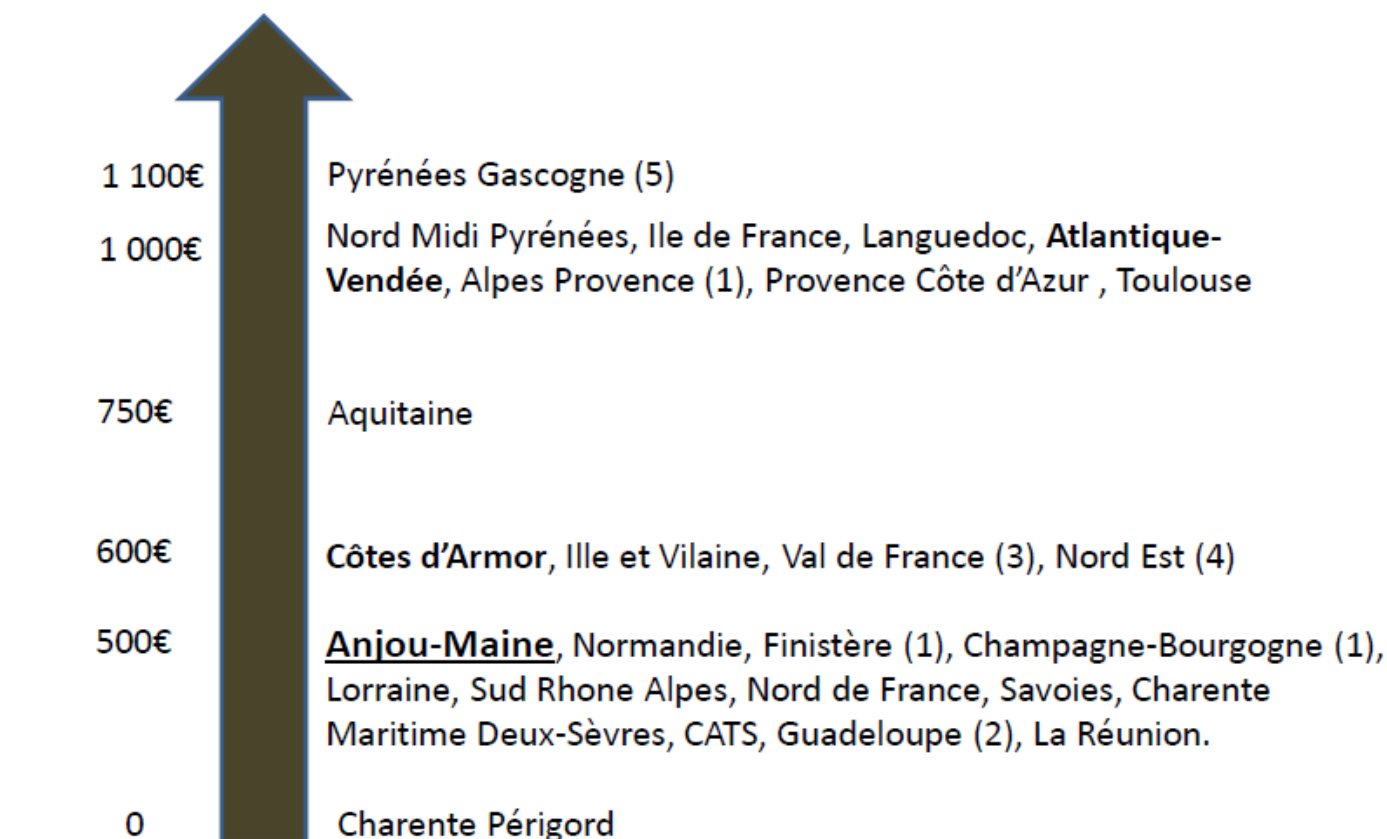 1 100€ Pyrénées Gascogne (5)
1 000€ Nord Midi Pyrénées, Ile de France, Languedoc, Atlantique-
Vendée, Alpes Provence (1), Provence Côte d’Azur , Toulouse
750€ Aquitaine
600€ Côtes d’Armor, Ille et Vilaine, Val de France (3), Nord Est (4)
500€ Anjou-Maine, Normandie, Finistère (1), Champagne-Bourgogne (1),
Lorraine, Sud Rhone Alpes, Nord de France, Savoies, Charente
Maritime Deux-Sèvres, CATS, Guadeloupe (2), La Réunion.
0 Charente Périgord